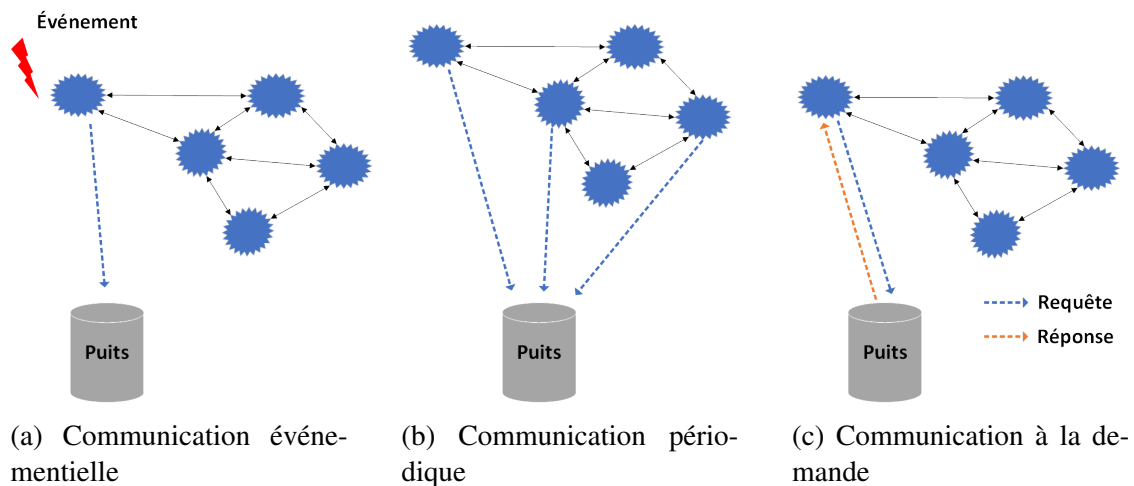 Événement
Puits
Puits
Puits
Requête
Réponse
(a) Communication événe-
mentielle
(b) Communication pério-
dique
(c) Communication à la de-
mande